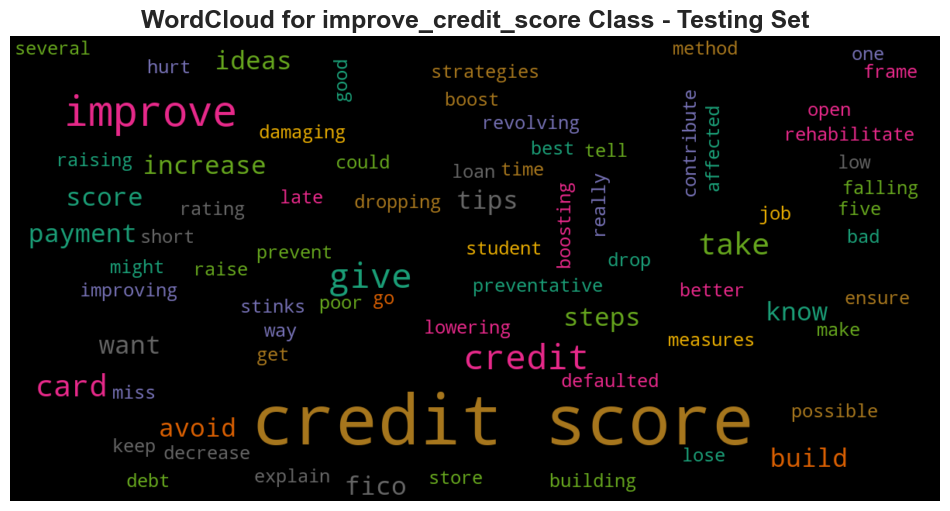 WordCloud for improve_credit_score Class - Testing Set
several
hurt
ideas
good
strategies
method
one
frame
improve
boost
damaging
revolving
contribute
affected
open
rehabilitate
raising
increase
could
loan
time
best
tell
low
score
rating
late
dropping
tips
boosting
really
falling
five
job
payment
short
prevent
student
drop
take
bad
might
raise
give
preventative
better
ensure
improving
stinks
poor
go
steps
know
want
way
get
lowering
measures
make
credit
card
miss
defaulted
avoid
credit score
possible
keep
decrease
lose
build
debt
explain
fico
store
building